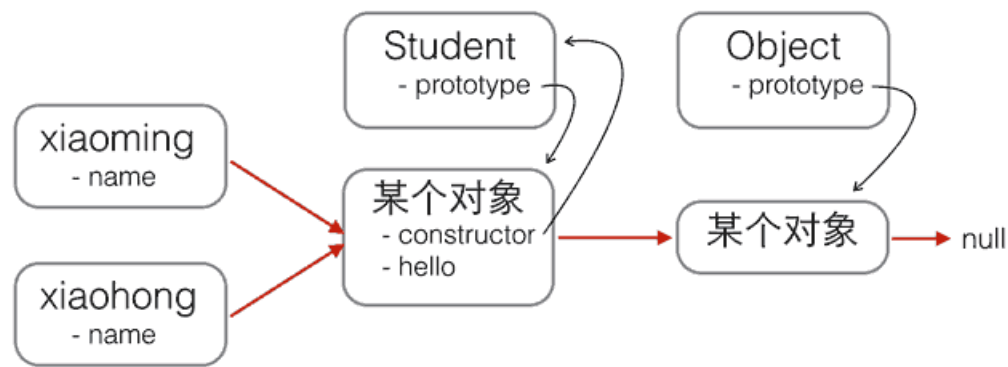 Student
- prototype
Object
- prototype
xiaoming
- name
某个对象
- constructor
- hello
某个对象
null
xiaohong
- name